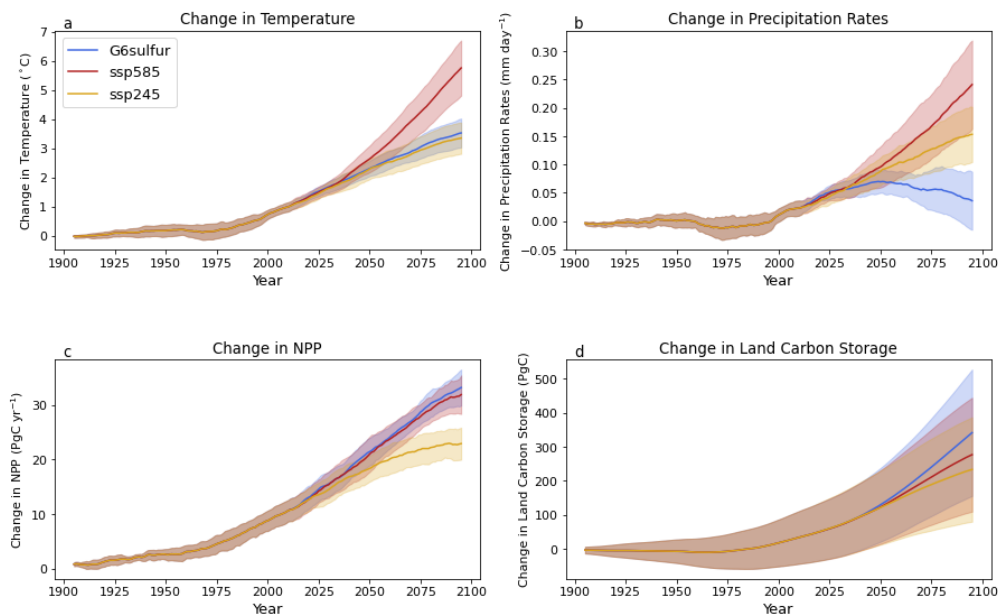 a
Change in Temperature
Change in Temperature (°C)
7
6
5
4
3
2
1
0
G6sulfur
ssp585
ssp245
1900 1925 1950 1975 2000 2025 2050 2075 2100
Year
b
Change in Precipitation Rates
Change in Precipitation Rates (mm day⁻¹)
0.30
0.25
0.20
0.15
0.10
0.05
0.00
−0.05
1900 1925 1950 1975 2000 2025 2050 2075 2100
Year
c
Change in NPP
Change in NPP (PgC yr⁻¹)
30
20
10
0
1900 1925 1950 1975 2000 2025 2050 2075 2100
Year
d
Change in Land Carbon Storage
Change in Land Carbon Storage (PgC)
500
400
300
200
100
0
1900 1925 1950 1975 2000 2025 2050 2075 2100
Year